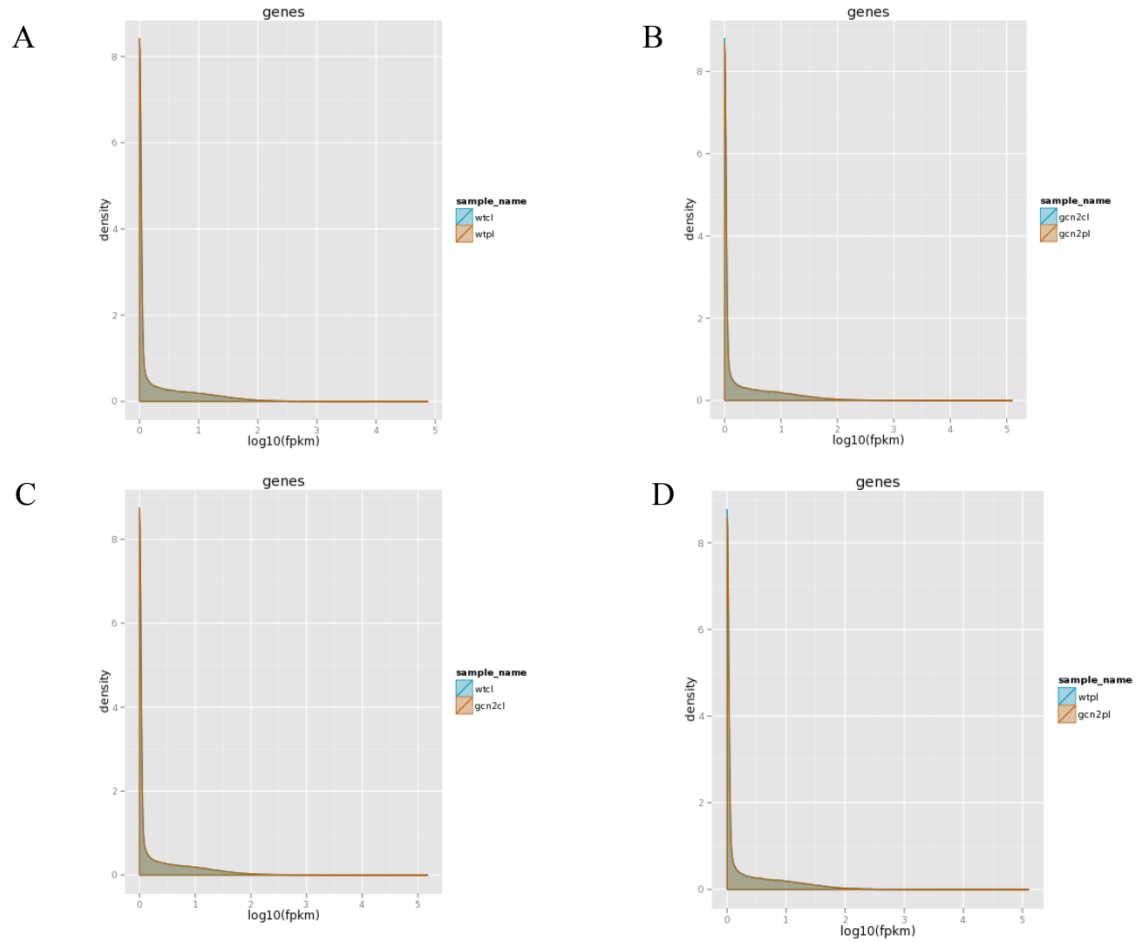 A
genes
8
6
4
2
0
density
0 1 2 3 4 5
log10(fpkm)
sample_name
wtcl
wtpl
B
genes
8
6
4
2
0
density
0 1 2 3 4 5
log10(fpkm)
sample_name
gcn2cl
gcn2pl
C
genes
8
6
4
2
0
density
0 1 2 3 4 5
log10(fpkm)
sample_name
wtcl
gcn2cl
D
genes
8
6
4
2
0
density
0 1 2 3 4 5
log10(fpkm)
sample_name
wtpl
gcn2pl